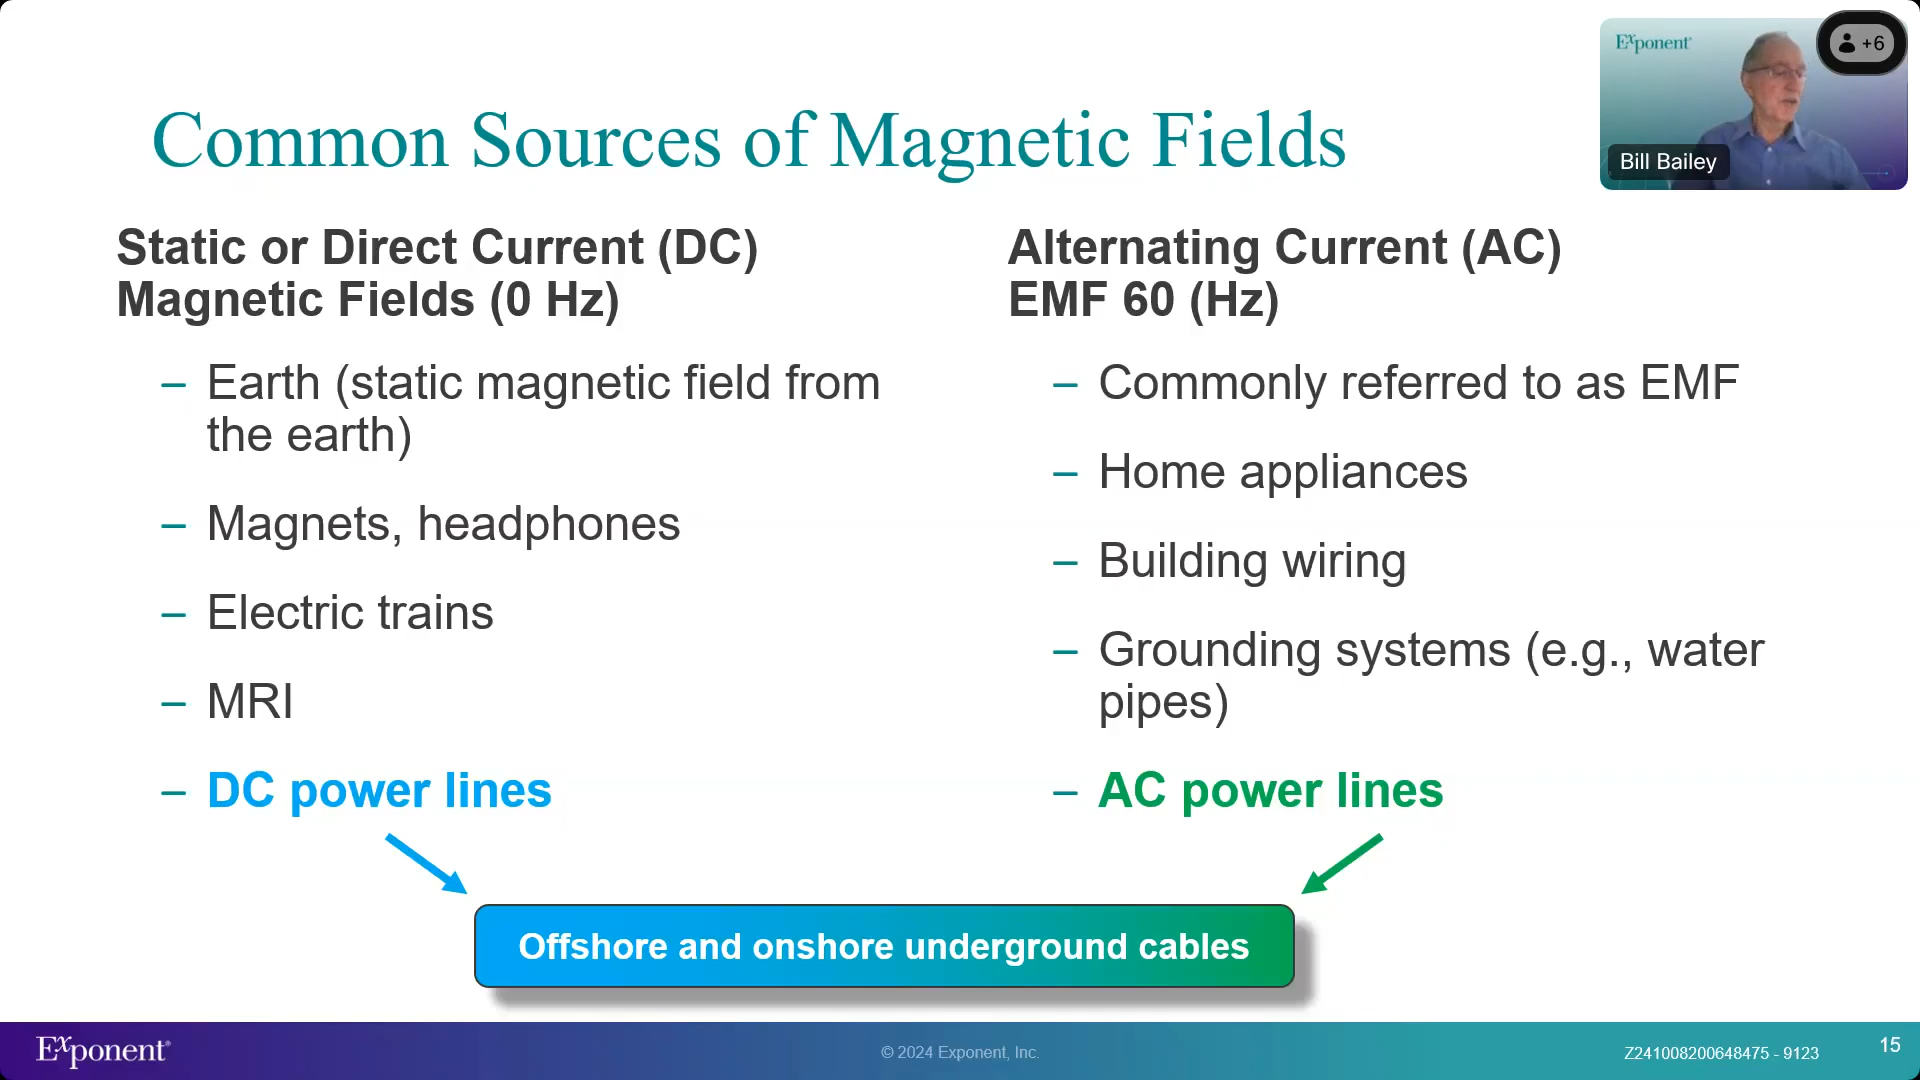 Exponent
+6
Bill Bailey
Common Sources of Magnetic Fields
Static or Direct Current (DC)
Magnetic Fields (0 Hz)
– Earth (static magnetic field from
the earth)
– Magnets, headphones
– Electric trains
– MRI
– DC power lines
Alternating Current (AC)
EMF 60 (Hz)
– Commonly referred to as EMF
– Home appliances
– Building wiring
– Grounding systems (e.g., water
pipes)
– AC power lines
Offshore and onshore underground cables
Exponent®
© 2024 Exponent, Inc.
Z241008200648475 - 9123
15